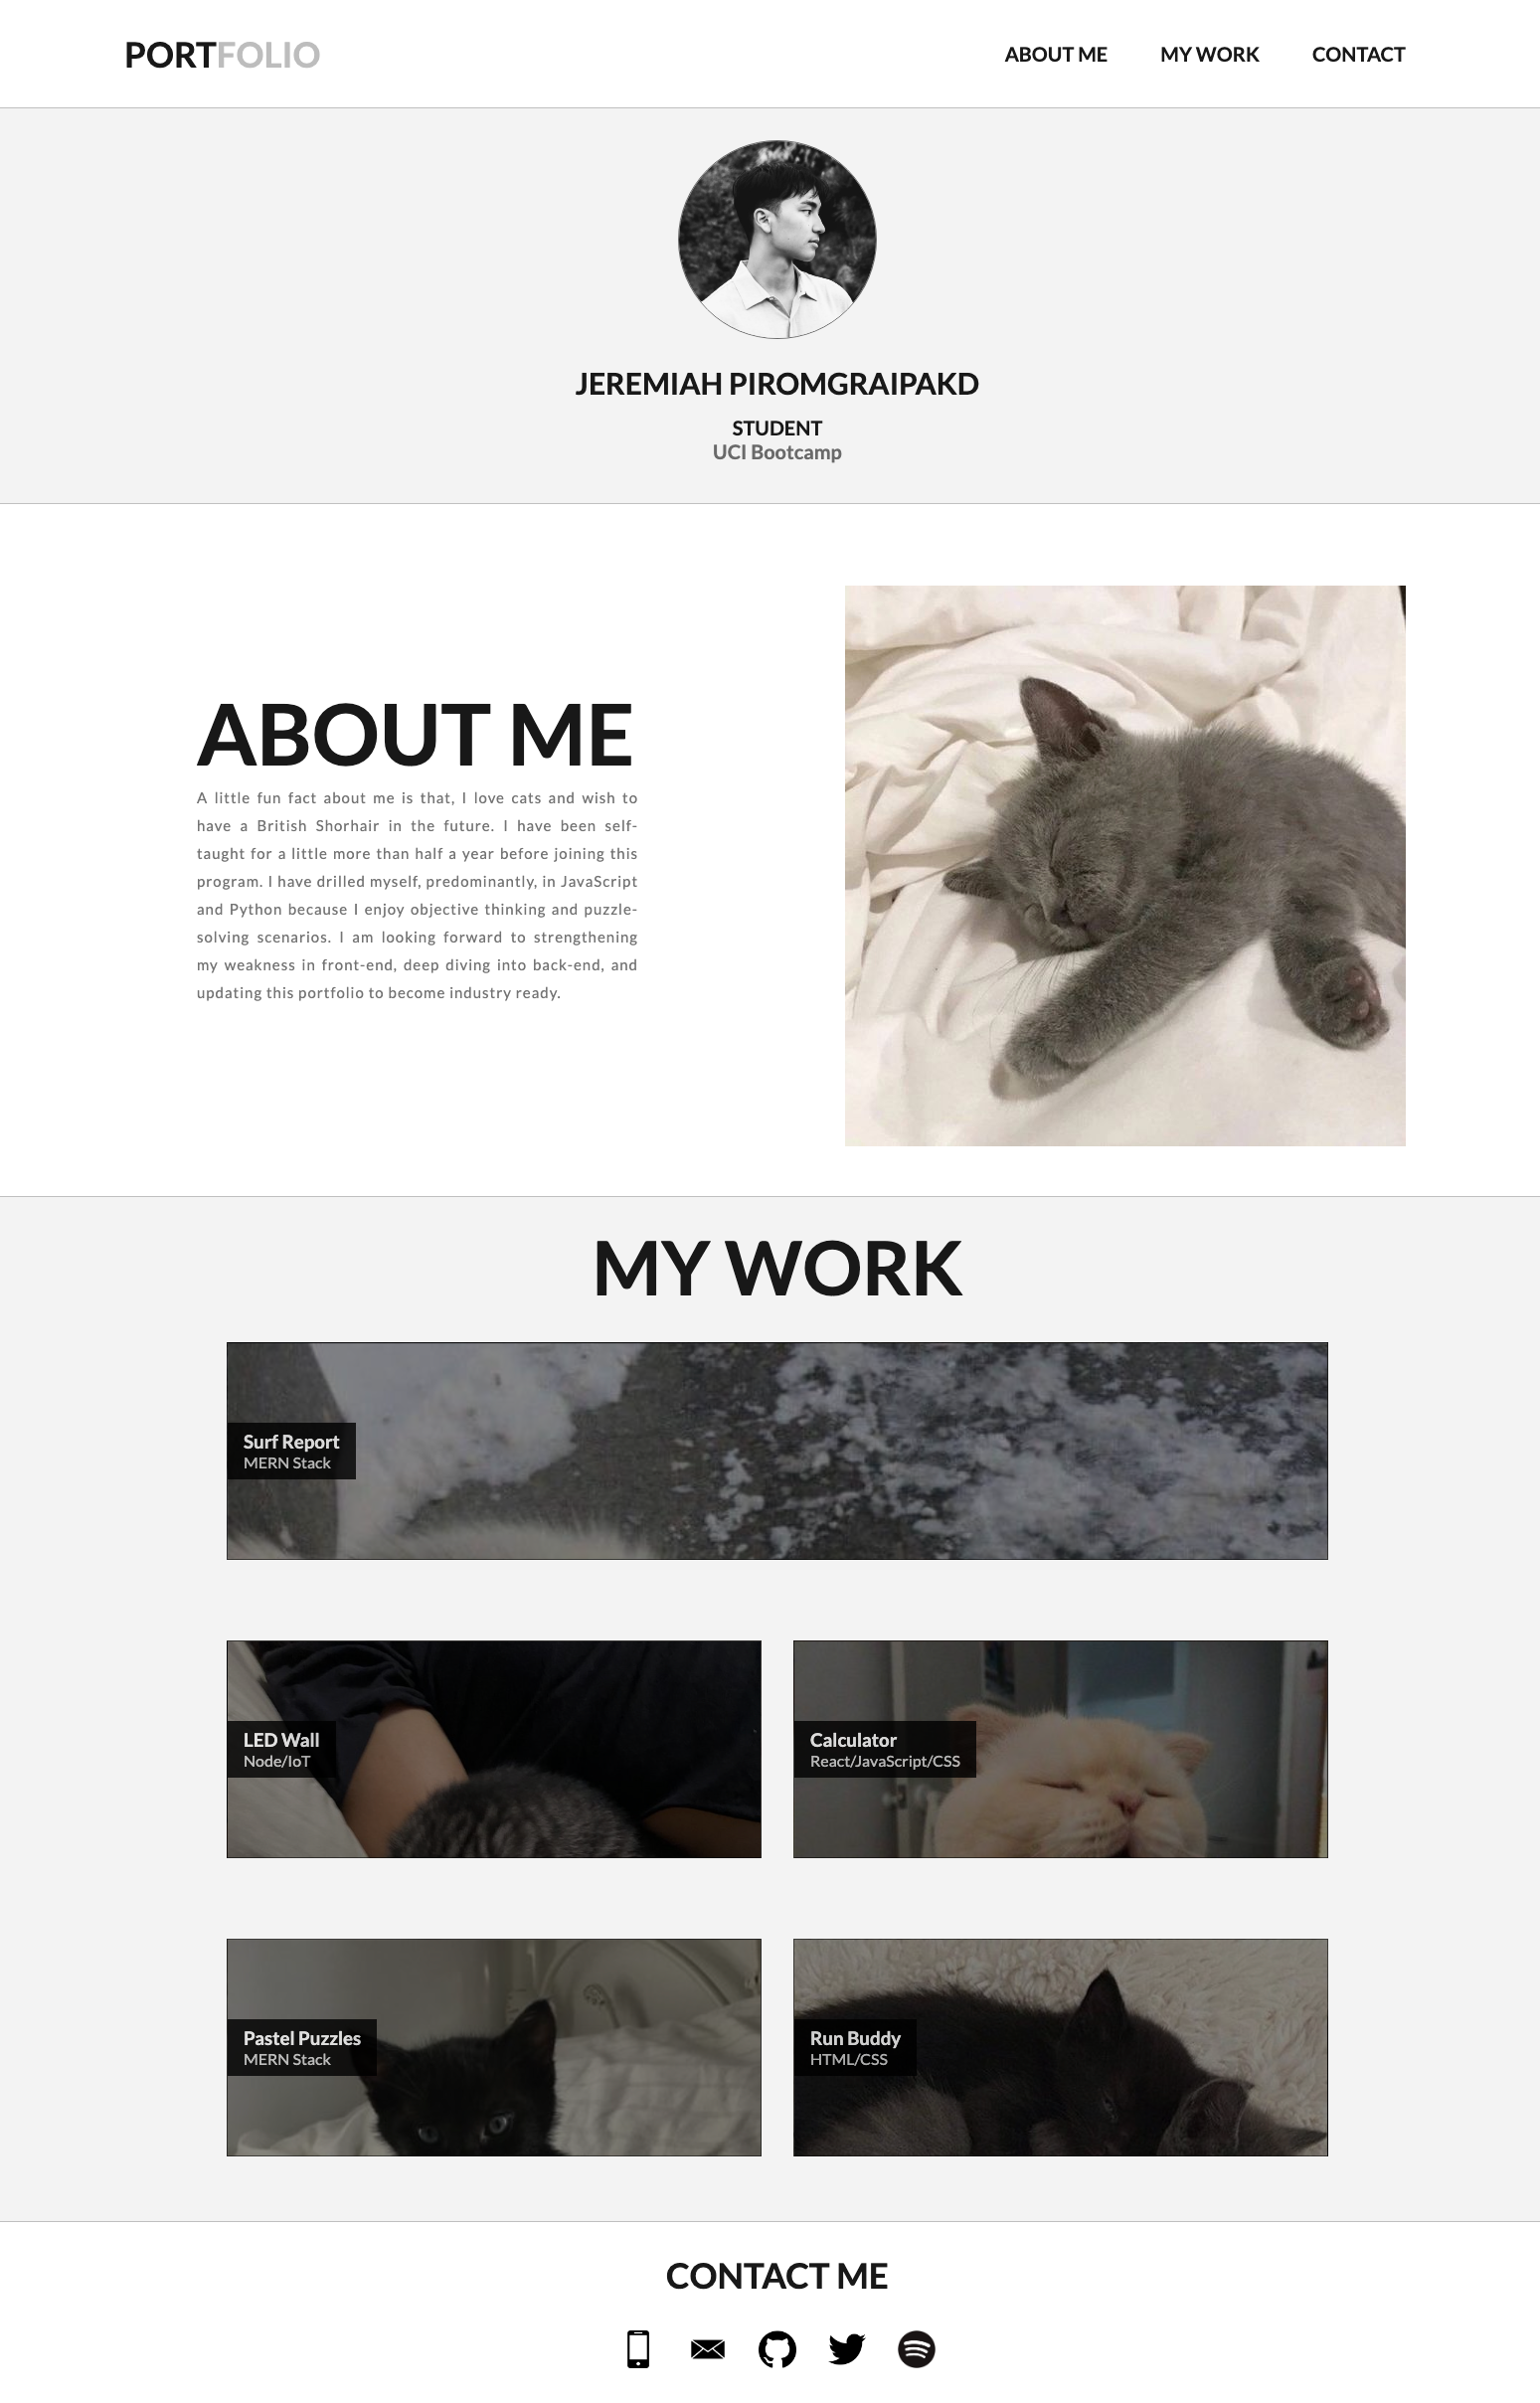 PORTFOLIO
ABOUT ME MY WORK CONTACT
JEREMIAH PIROMGRAIPAKD
STUDENT
UCI Bootcamp
ABOUT ME
A little fun fact about me is that, I love cats and wish to
have a British Shorhair in the future. I have been self-
taught for a little more than half a year before joining this
program. I have drilled myself, predominantly, in JavaScript
and Python because I enjoy objective thinking and puzzle-
solving scenarios. I am looking forward to strengthening
my weakness in front-end, deep diving into back-end, and
updating this portfolio to become industry ready.
MY WORK
Surf Report
MERN Stack
LED Wall
Node/IoT
Calculator
React/JavaScript/CSS
Pastel Puzzles
MERN Stack
Run Buddy
HTML/CSS
CONTACT ME